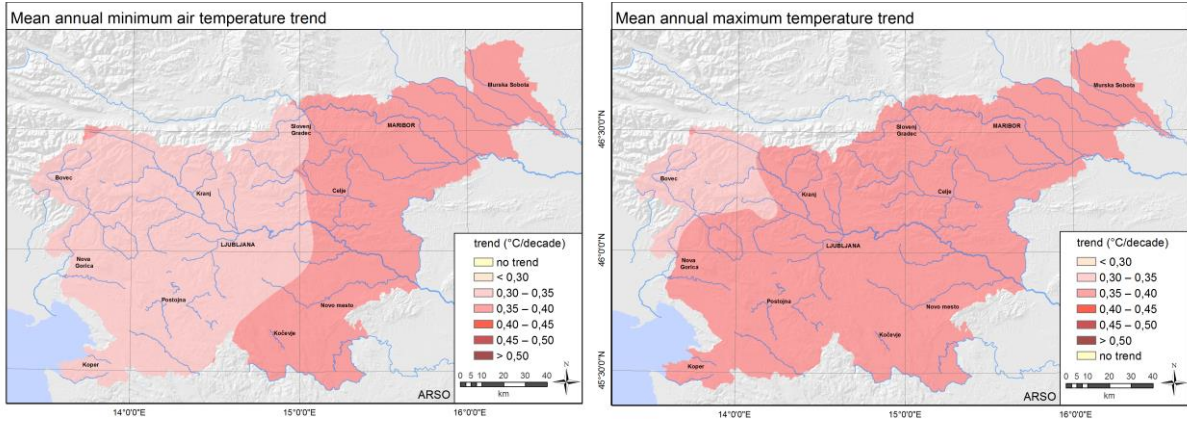 Mean annual minimum air temperature trend
Bovec
Kranj
Slovenj
Gradec
MARIBOR
Murska Sobota
Celje
LJUBLJANA
Nova
Gorica
Postojna
Novo mesto
Kočevje
Koper
trend (°C/decade)
no trend
< 0,30
0,30 – 0,35
0,35 – 0,40
0,40 – 0,45
0,45 – 0,50
> 0,50
N
0 5 10 20 30 40
km
ARSO
14°0'0"E
15°0'0"E
16°0'0"E
Mean annual maximum temperature trend
46°30'0"N
46°0'0"N
45°30'0"N
Bovec
Kranj
Slovenj
Gradec
MARIBOR
Murska Sobota
Celje
LJUBLJANA
Nova
Gorica
Postojna
Novo mesto
Kočevje
Koper
trend (°C/decade)
< 0,30
0,30 – 0,35
0,35 – 0,40
0,40 – 0,45
0,45 – 0,50
> 0,50
no trend
N
0 5 10 20 30 40
km
ARSO
14°0'0"E
15°0'0"E
16°0'0"E